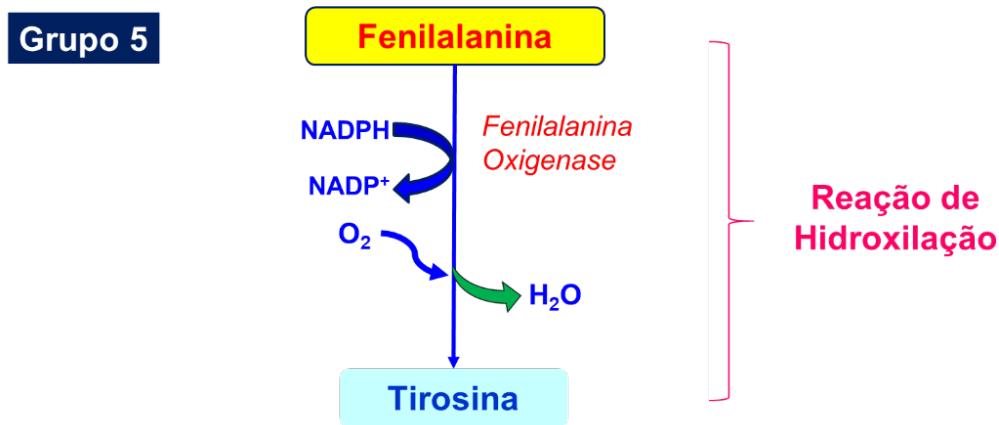 Grupo 5
Fenilalanina
NADPH
Fenilalanina
Oxigenase
NADP⁺
O₂
H₂O
Reação de
Hidroxilação
Tirosina